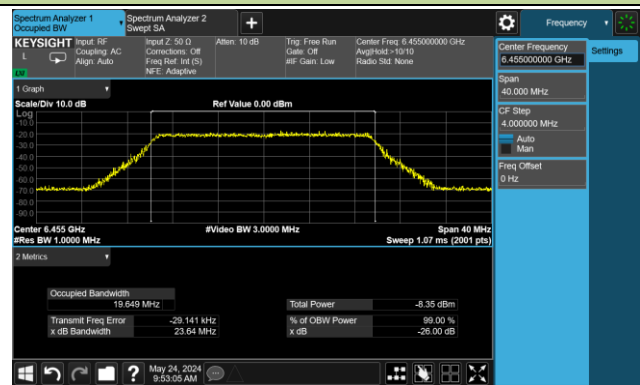 Spectrum Analyzer 1
Occupied BW
Spectrum Analyzer 2
Swept SA
+
Frequency
KEYSIGHT
L
LW
Input: RF
Coupling: AC
Align: Auto
Input Z: 50 Ω
Corrections: Off
Freq Ref: Int (S)
NFE: Adaptive
Atten: 10 dB
Trig: Free Run
Gate: Off
#IF Gain: Low
Center Freq: 6.455000000 GHz
Avg|Hold:>10/10
Radio Std: None
1 Graph
Scale/Div 10.0 dB
Ref Value 0.00 dBm
Log
-10.0
-20.0
-30.0
-40.0
-50.0
-60.0
-70.0
-80.0
-90.0
Center 6.455 GHz
#Video BW 3.0000 MHz
Span 40 MHz
#Res BW 1.0000 MHz
Sweep 1.07 ms (2001 pts)
2 Metrics
Occupied Bandwidth
19.649 MHz
Total Power
-8.35 dBm
Transmit Freq Error
-29.141 kHz
% of OBW Power
99.00 %
x dB Bandwidth
23.64 MHz
x dB
-26.00 dB
Center Frequency
6.455000000 GHz
Settings
Span
40.000 MHz
CF Step
4.000000 MHz
Auto
Man
Freq Offset
0 Hz
?
May 24, 2024
9:53:05 AM